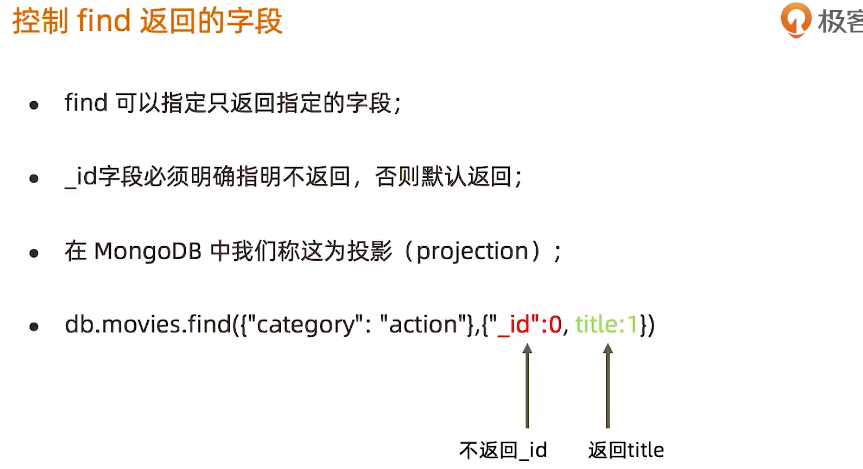 控制 find 返回的字段
极客
find 可以指定只返回指定的字段；
_id字段必须明确指明不返回，否则默认返回；
在 MongoDB 中我们称这为投影（projection）；
db.movies.find({"category": "action"},{"_id":0, title:1})
不返回_id 返回title